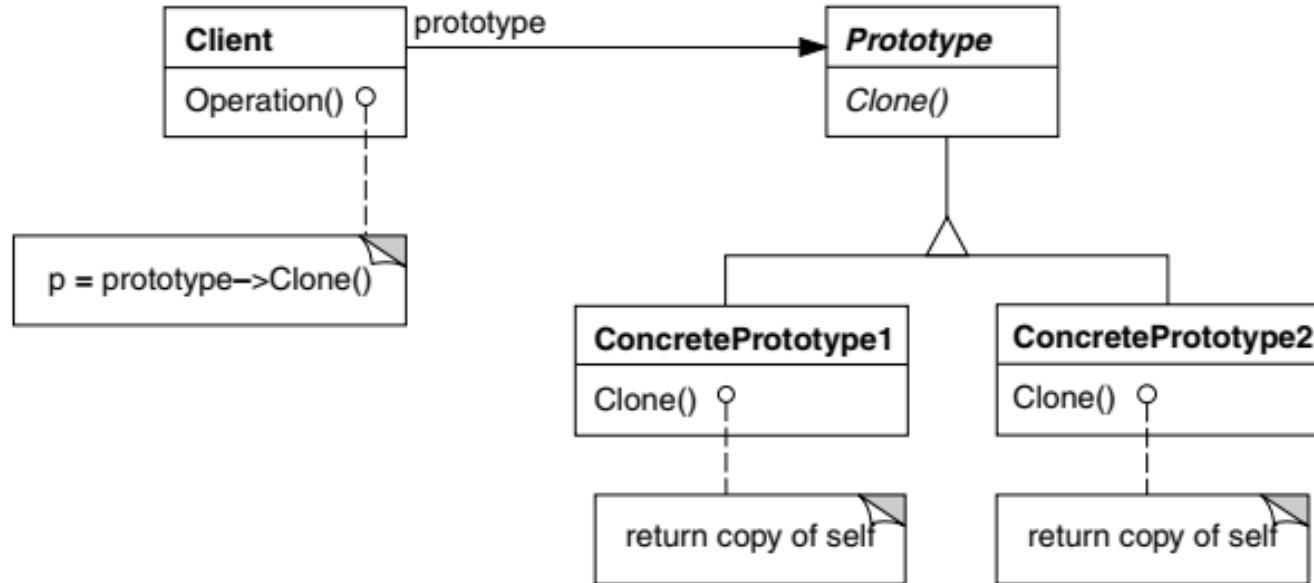 Client
prototype
Prototype
Operation()
Clone()
p = prototype–>Clone()
ConcretePrototype1
ConcretePrototype2
Clone()
Clone()
return copy of self
return copy of self